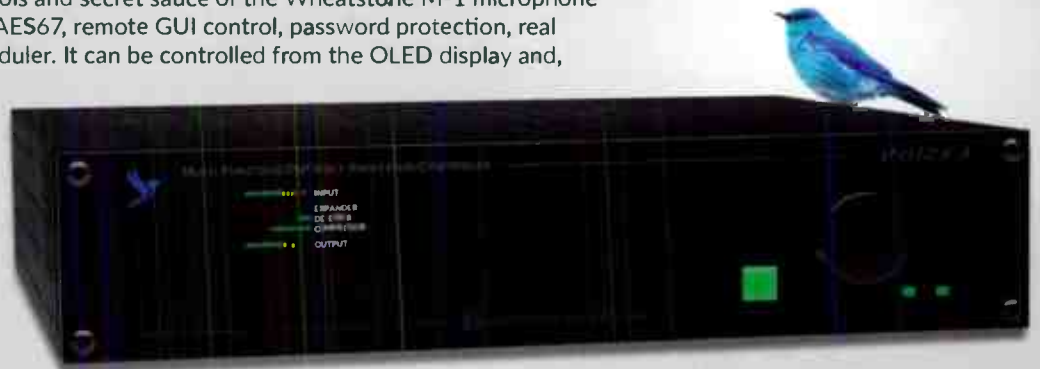 ols and secret sauce of the Wheatstone M-1 microphone
AES67, remote GUI control, password protection, real
duler. It can be controlled from the OLED display and,
INPUT
EXPANDER
OUTPUT